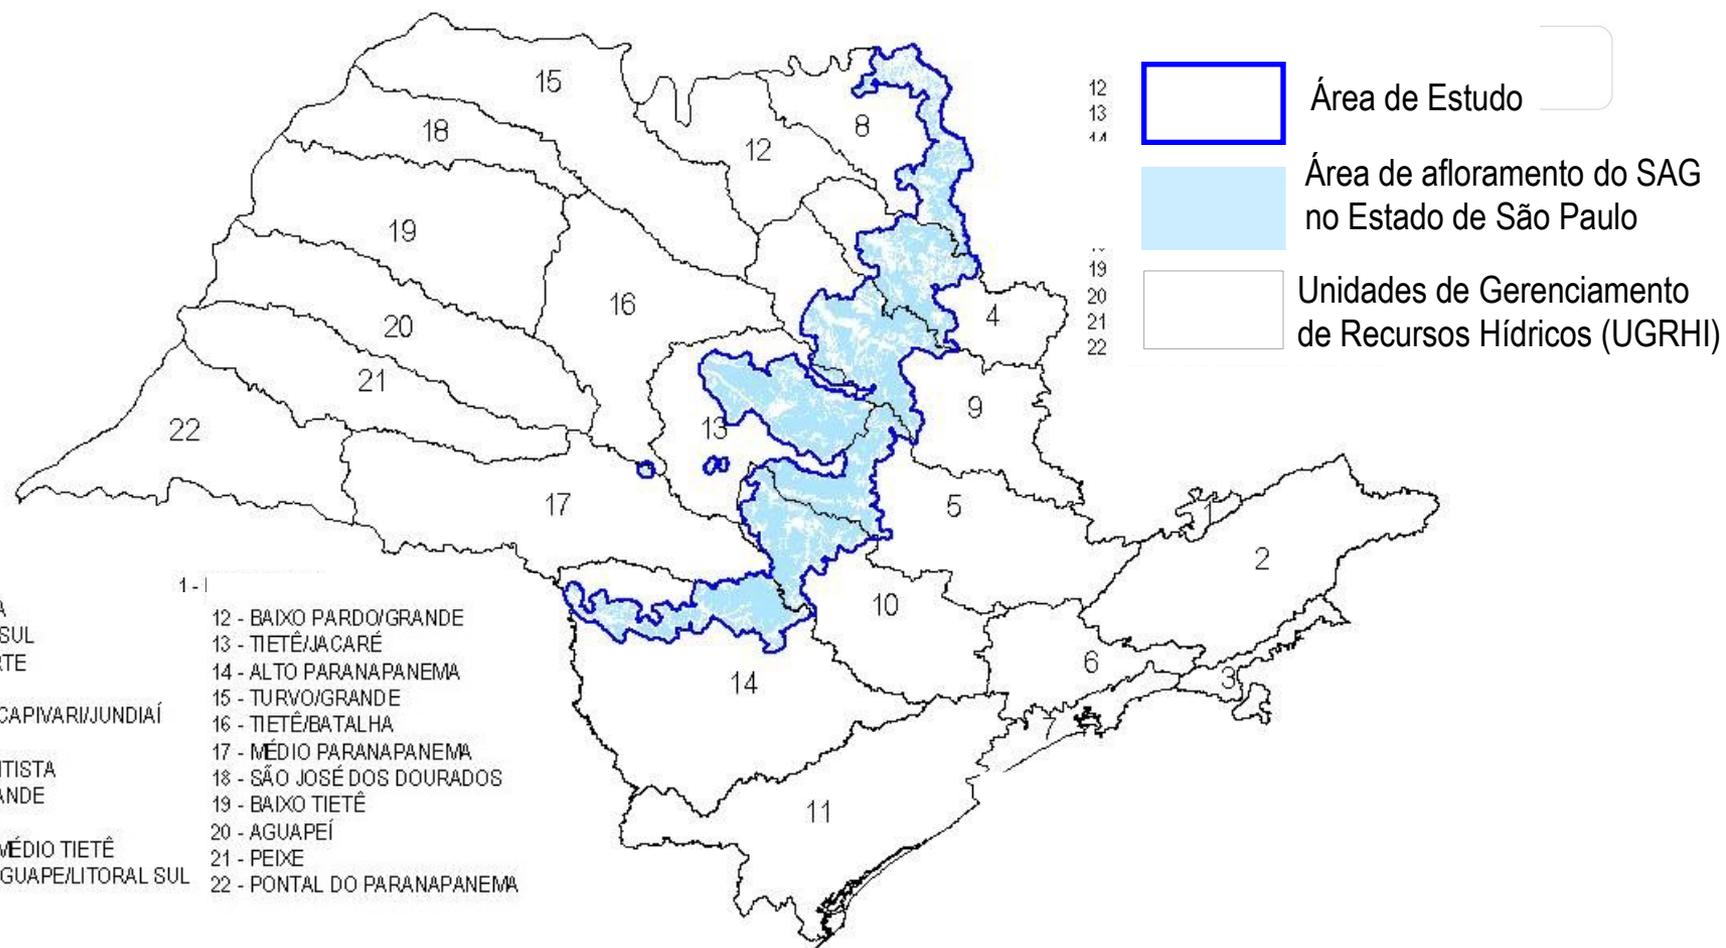 15
18
12
8
19
16
4
20
21
22
13
9
17
5
1
2
10
6
14
3
7
11
12
13
14
19
20
21
22
Área de Estudo
Área de afloramento do SAG
no Estado de São Paulo
Unidades de Gerenciamento
de Recursos Hídricos (UGRHI)
1 -
A
SUL
RTE
CAPIVARI/JUNDIAÍ
TISTA
ANDE
MÉDIO TIETÊ
GUAPE/LITORAL SUL
12 - BAIXO PARDO/GRANDE
13 - TIETÊ/JACARÉ
14 - ALTO PARANAPANEMA
15 - TURVO/GRANDE
16 - TIETÊ/BATALHA
17 - MÉDIO PARANAPANEMA
18 - SÃO JOSÉ DOS DOURADOS
19 - BAIXO TIETÊ
20 - AGUAPEÍ
21 - PEIXE
22 - PONTAL DO PARANAPANEMA